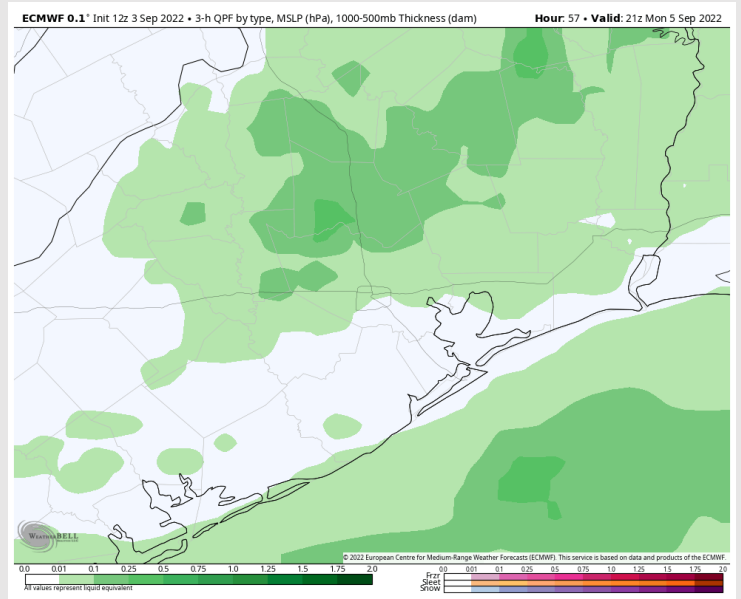 ECMWF 0.1° Init 12z 3 Sep 2022 • 3-h QPF by type, MSLP (hPa), 1000-500mb Thickness (dam)
Hour: 57 • Valid: 21z Mon 5 Sep 2022
WeatherBELL
© 2022 European Centre for Medium-Range Weather Forecasts (ECMWF). This service is based on data and products of the ECMWF.
0.0 0.01 0.1 0.25 0.5 0.75 1.0 1.25 1.5 1.75 2.0
All values represent liquid equivalent
0.0 0.01 0.1 0.25 0.5 0.75 1.0 1.25 1.5 1.75 2.0
Frzr
Sleet
Snow